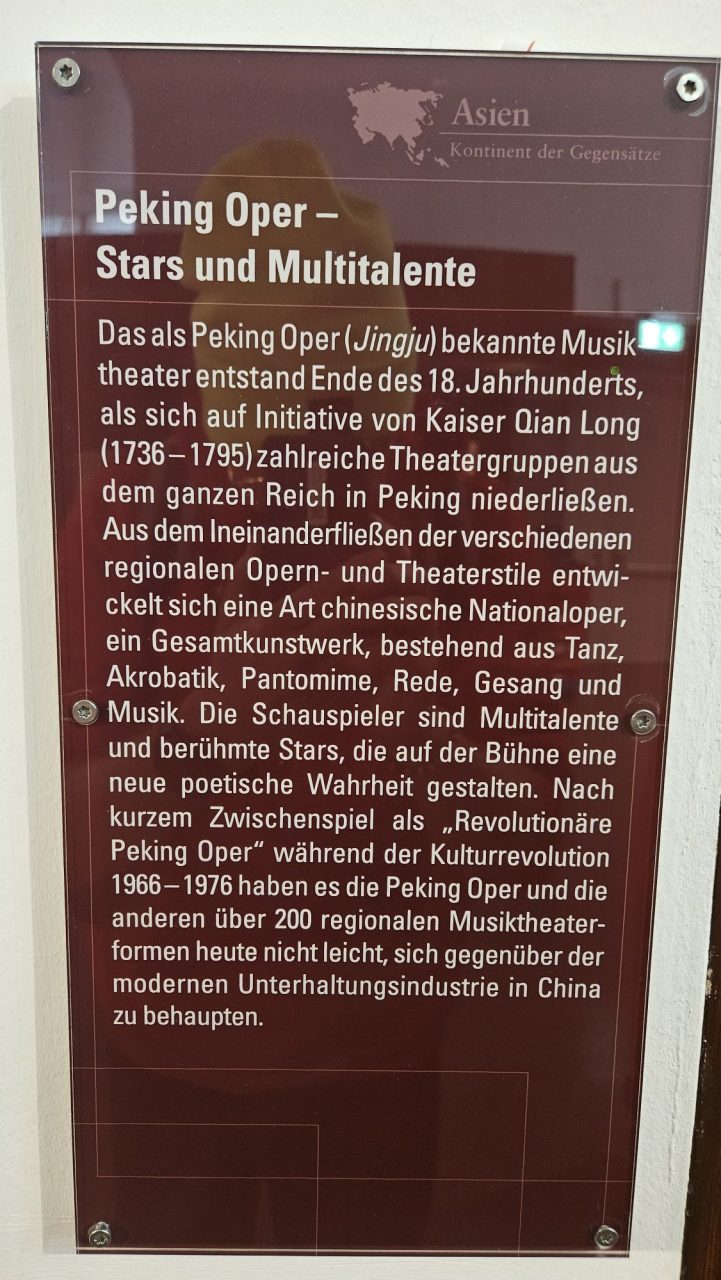 Asien
Kontinent der Gegensätze
Peking Oper –
Stars und Multitalente
Das als Peking Oper (Jingju) bekannte Musik-
theater entstand Ende des 18. Jahrhunderts,
als sich auf Initiative von Kaiser Qian Long
(1736 – 1795) zahlreiche Theatergruppen aus
dem ganzen Reich in Peking niederließen.
Aus dem Ineinanderfließen der verschiedenen
regionalen Opern- und Theaterstile entwi-
ckelt sich eine Art chinesische Nationaloper,
ein Gesamtkunstwerk, bestehend aus Tanz,
Akrobatik, Pantomime, Rede, Gesang und
Musik. Die Schauspieler sind Multitalente
und berühmte Stars, die auf der Bühne eine
neue poetische Wahrheit gestalten. Nach
kurzem Zwischenspiel als „Revolutionäre
Peking Oper“ während der Kulturrevolution
1966 – 1976 haben es die Peking Oper und die
anderen über 200 regionalen Musiktheater-
formen heute nicht leicht, sich gegenüber der
modernen Unterhaltungsindustrie in China
zu behaupten.